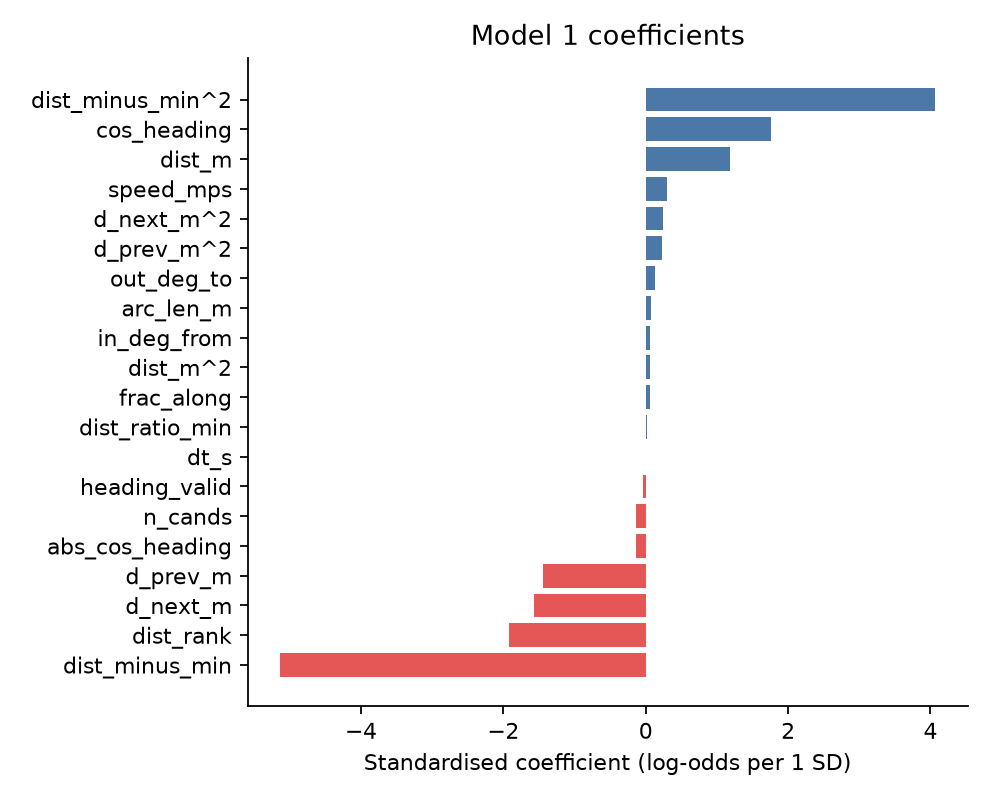 Model 1 coefficients
dist_minus_min^2
cos_heading
dist_m
speed_mps
d_next_m^2
d_prev_m^2
out_deg_to
arc_len_m
in_deg_from
dist_m^2
frac_along
dist_ratio_min
dt_s
heading_valid
n_cands
abs_cos_heading
d_prev_m
d_next_m
dist_rank
dist_minus_min
−4 −2 0 2 4
Standardised coefficient (log-odds per 1 SD)